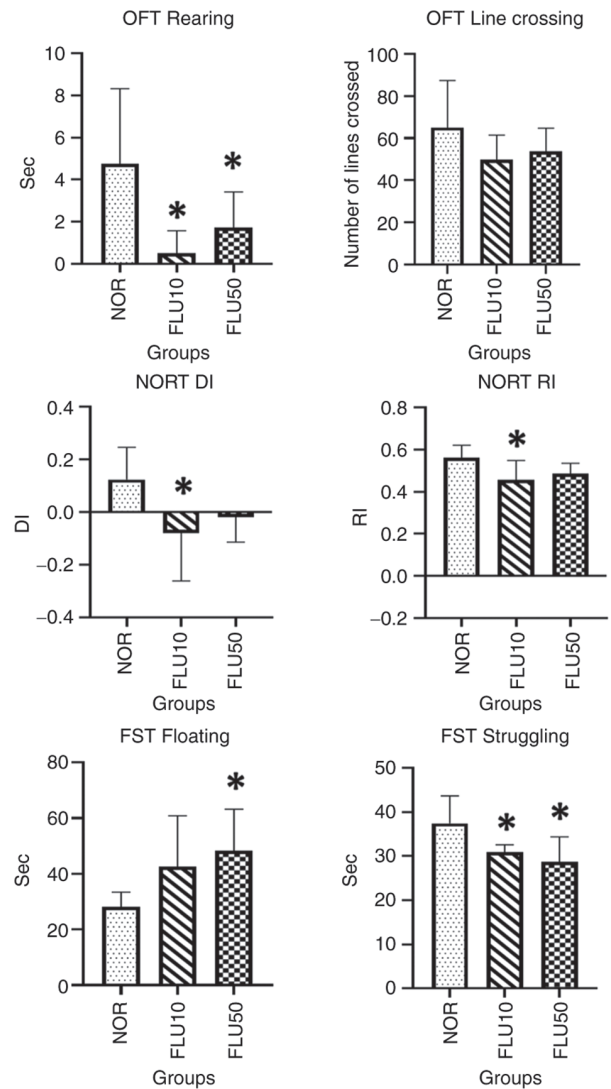 OFT Rearing
10
8
6
4
2
0
Sec
*
*
NOR
FLU10
FLU50
Groups
OFT Line crossing
100
80
60
40
20
0
Number of lines crossed
NOR
FLU10
FLU50
Groups
NORT DI
0.4
0.2
0.0
−0.2
−0.4
DI
*
NOR
FLU10
FLU50
Groups
NORT RI
0.8
0.6
0.4
0.2
0.0
−0.2
RI
*
NOR
FLU10
FLU50
Groups
FST Floating
80
60
40
20
0
Sec
*
NOR
FLU10
FLU50
Groups
FST Struggling
50
40
30
20
10
0
Sec
*
*
NOR
FLU10
FLU50
Groups